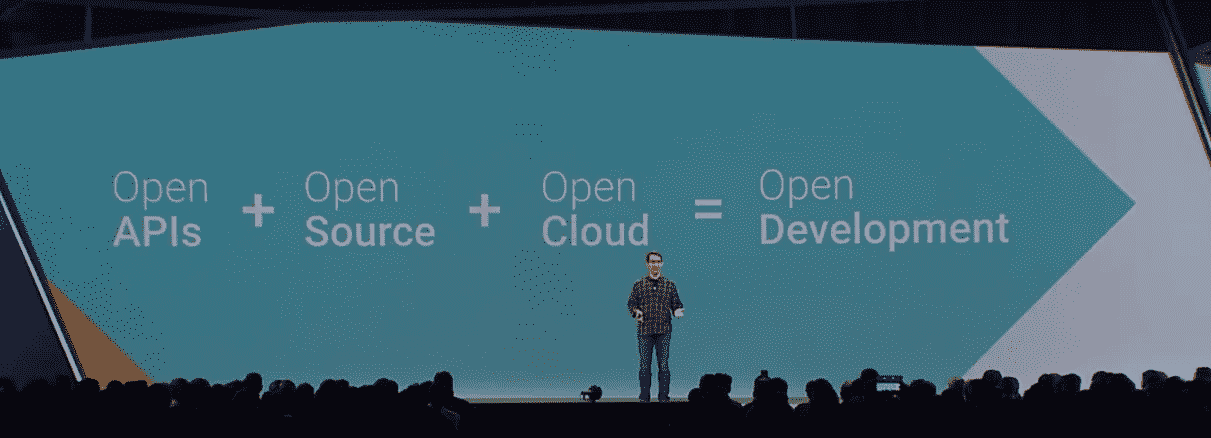 Open
APIs
+
Open
Source
+
Open
Cloud
=
Open
Development